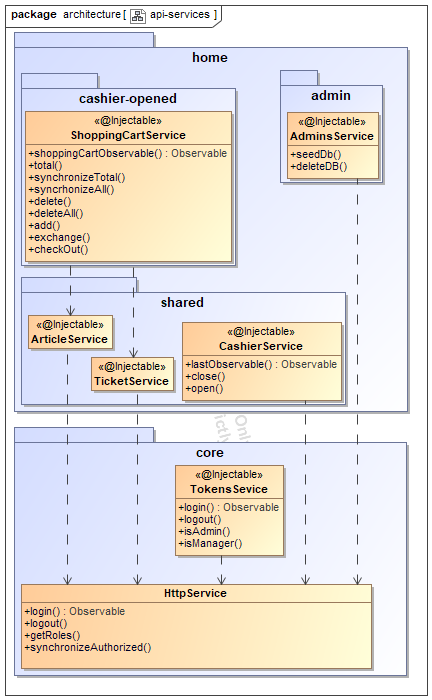 package architecture [ api-services ]
home
cashier-opened
«@Injectable»
ShoppingCartService
+shoppingCartObservable() : Observable
+total()
+synchronizeTotal()
+syncrhonizeAll()
+delete()
+deleteAll()
+add()
+exchange()
+checkOut()
admin
«@Injectable»
AdminsService
+seedDb()
+deleteDB()
shared
«@Injectable»
ArticleService
«@Injectable»
TicketService
«@Injectable»
CashierService
+lastObservable() : Observable
+close()
+open()
core
«@Injectable»
TokensSevice
+login() : Observable
+logout()
+isAdmin()
+isManager()
HttpService
+login() : Observable
+logout()
+getRoles()
+synchronizeAuthorized()